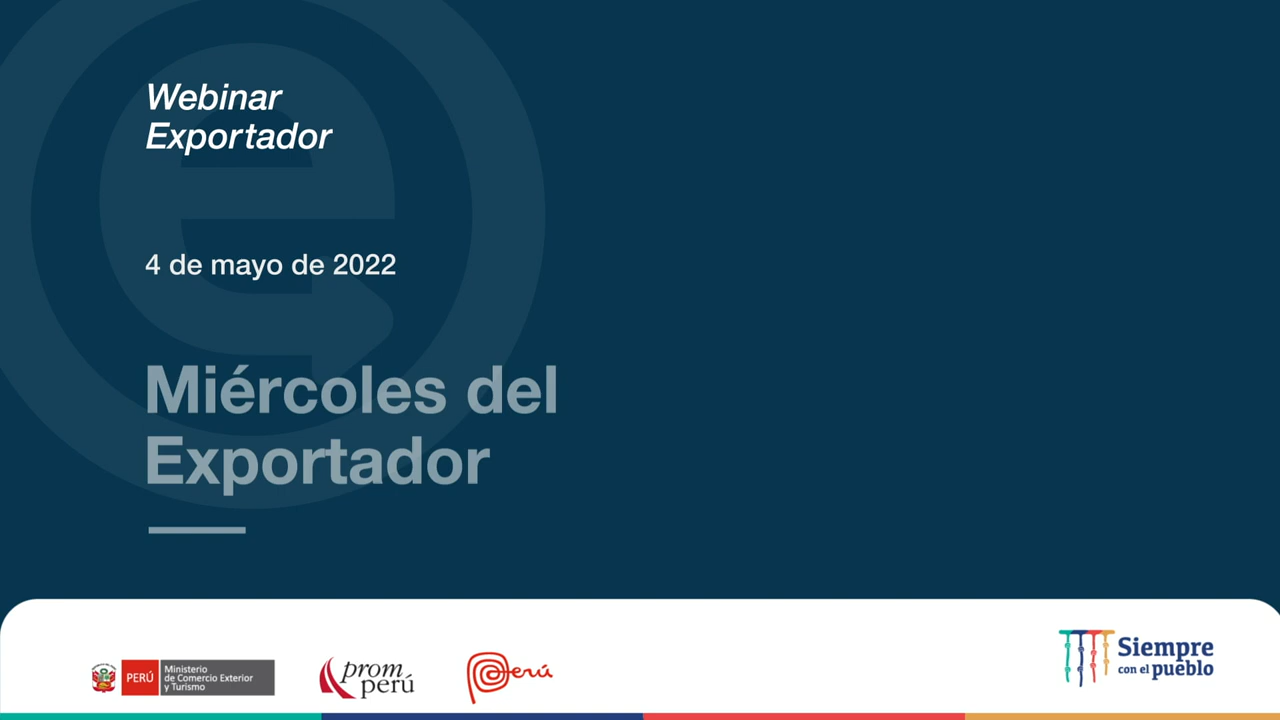 Webinar
Exportador
4 de mayo de 2022
Miércoles del
Exportador
PERÚ
Ministerio
de Comercio Exterior
y Turismo
prom
perú
Perú
Siempre
con el pueblo